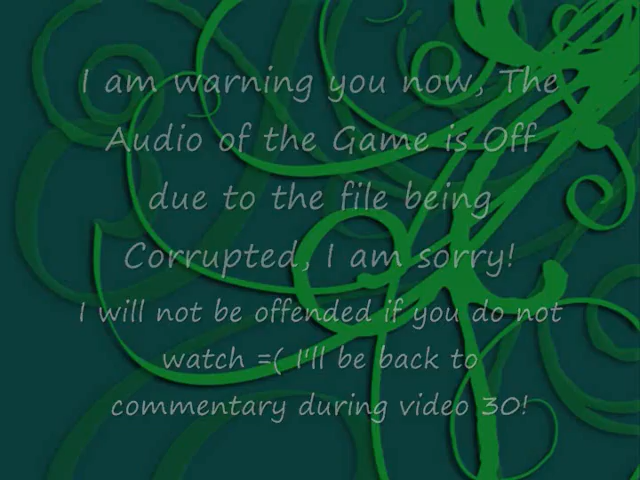 I am warning you now, The
Audio of the Game is Off
due to the file being
Corrupted, I am sorry!
I will not be offended if you do not
watch =( I'll be back to
commentary during video 30!